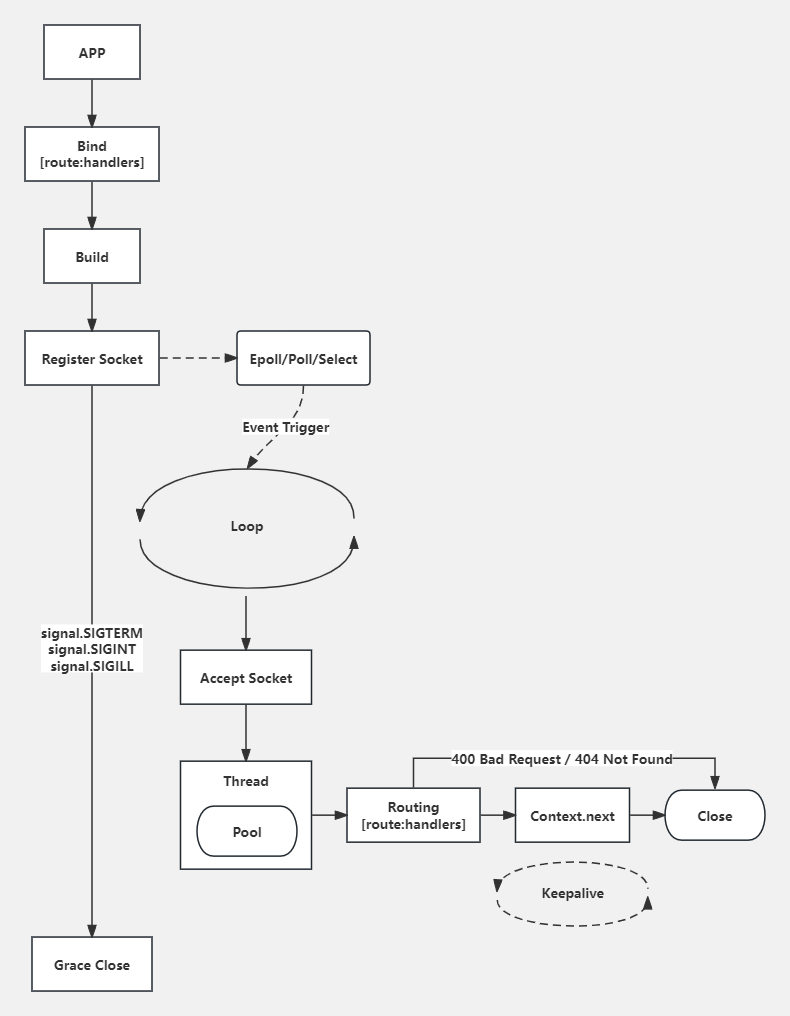 APP
Bind
[route:handlers]
Build
Register Socket
Epoll/Poll/Select
Event Trigger
Loop
signal.SIGTERM
signal.SIGINT
signal.SIGILL
Accept Socket
Thread
Pool
400 Bad Request / 404 Not Found
Routing
[route:handlers]
Context.next
Close
Keepalive
Grace Close